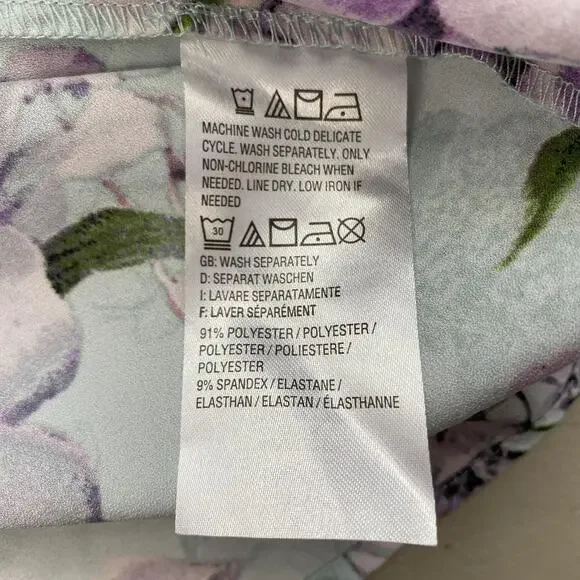 MACHINE WASH COLD DELICATE
CYCLE. WASH SEPARATELY. ONLY
NON-CHLORINE BLEACH WHEN
NEEDED. LINE DRY. LOW IRON IF
NEEDED
30
GB: WASH SEPARATELY
D: SEPARAT WASCHEN
I: LAVARE SEPARATAMENTE
F: LAVER SÉPARÉMENT
91% POLYESTER / POLYESTER /
POLYESTER / POLIESTERE /
POLYESTER
9% SPANDEX / ELASTANE /
ELASTHAN / ELASTAN / ÉLASTHANNE